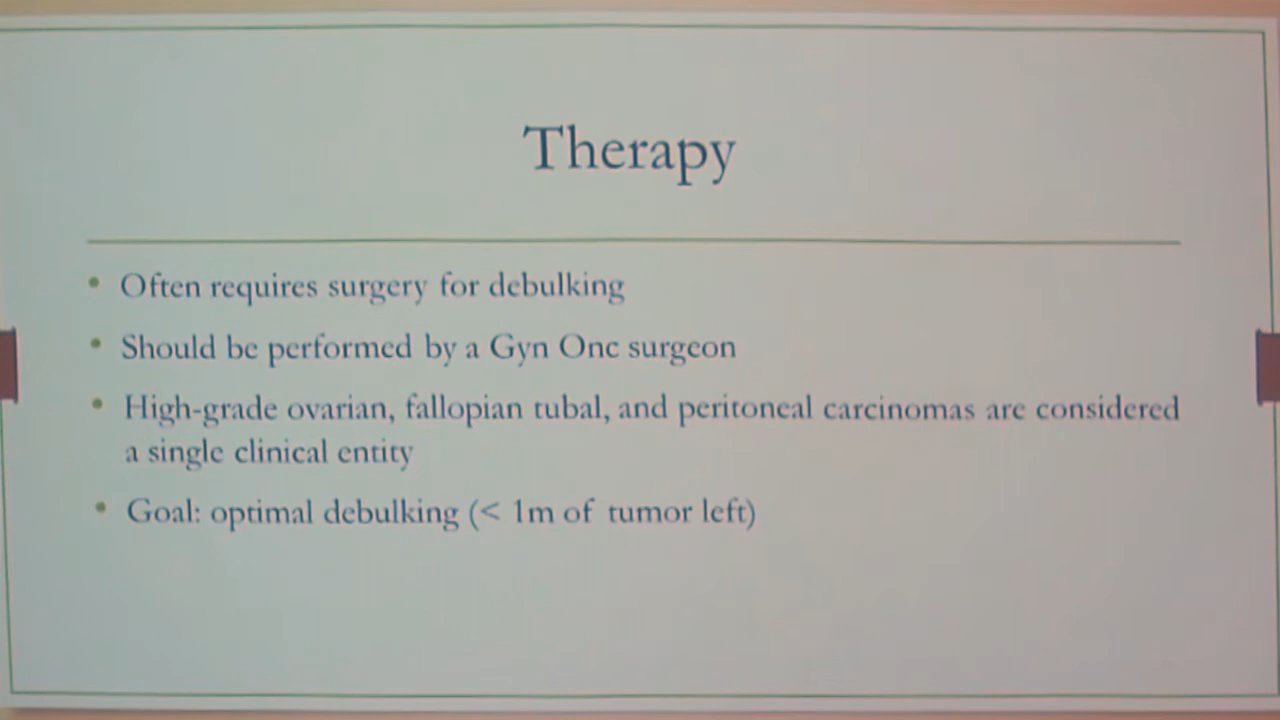 Therapy
• Often requires surgery for debulking
• Should be performed by a Gyn Onc surgeon
• High-grade ovarian, fallopian tubal, and peritoneal carcinomas are considered
a single clinical entity
• Goal: optimal debulking (< 1m of tumor left)